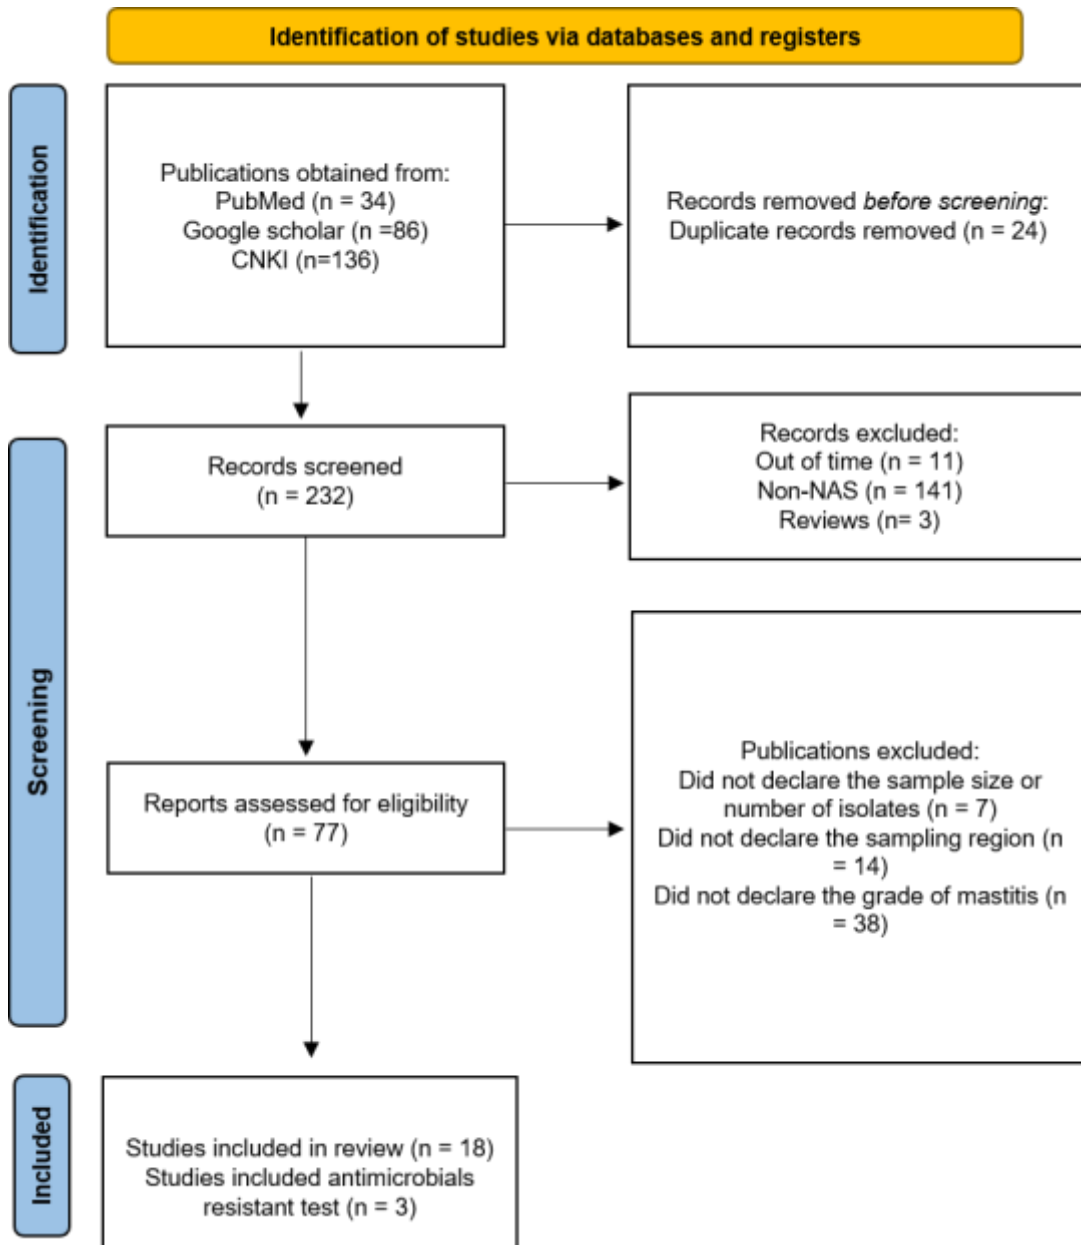 Identification of studies via databases and registers
Identification
Publications obtained from:
PubMed (n = 34)
Google scholar (n =86)
CNKI (n=136)
Records removed before screening:
Duplicate records removed (n = 24)
Screening
Records screened
(n = 232)
Records excluded:
Out of time (n = 11)
Non-NAS (n = 141)
Reviews (n= 3)
Reports assessed for eligibility
(n = 77)
Publications excluded:
Did not declare the sample size or
number of isolates (n = 7)
Did not declare the sampling region (n
= 14)
Did not declare the grade of mastitis (n
= 38)
Included
Studies included in review (n = 18)
Studies included antimicrobials
resistant test (n = 3)